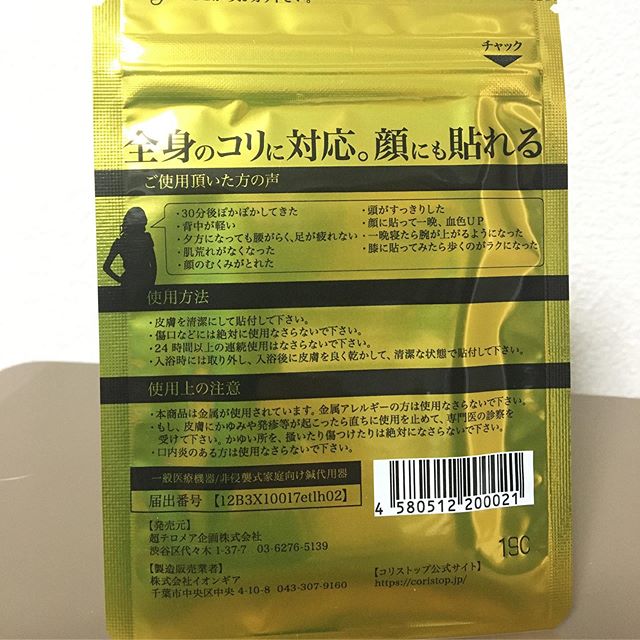 チャック
全身のコリに対応。顔にも貼れる
ご使用頂いた方の声
・30分後ぽかぽかしてきた
・背中が軽い
・夕方になっても腰がらく、足が疲れない
・肌荒れがなくなった
・顔のむくみがとれた
・頭がすっきりした
・顔に貼って一晩、血色UP
・一晩寝たら腕が上がるようになった
・膝に貼ってみたら歩くのがラクになった
使用方法
・皮膚を清潔にして貼付して下さい。
・傷口などには絶対に使用なさらないで下さい。
・24時間以上の連続使用はなさらないで下さい。
・入浴時には取り外し、入浴後に皮膚を良く乾かして、清潔な状態で貼付して下さい。
使用上の注意
・本商品は金属が使用されています。金属アレルギーの方は使用なさらないで下さい。
・もし、皮膚にかゆみや発疹等が起こったら直ちに使用を止めて、専門医の診察を
受けて下さい。かゆい所を、掻いたり傷つけたりは絶対になさらないで下さい。
・口内炎のある方は使用なさらないで下さい。
一般医療機器/非侵襲式家庭向け鍼代用器
届出番号 【12B3X10017etlh02】
4 580512 200021
【発売元】
超テロメア企画株式会社
渋谷区代々木1-37-7 03-6276-5139
【製造販売業者】
株式会社イオンギア
千葉市中央区中央4-10-8 043-307-9160
【コリストップ公式サイト】
https://coristop.jp/
190